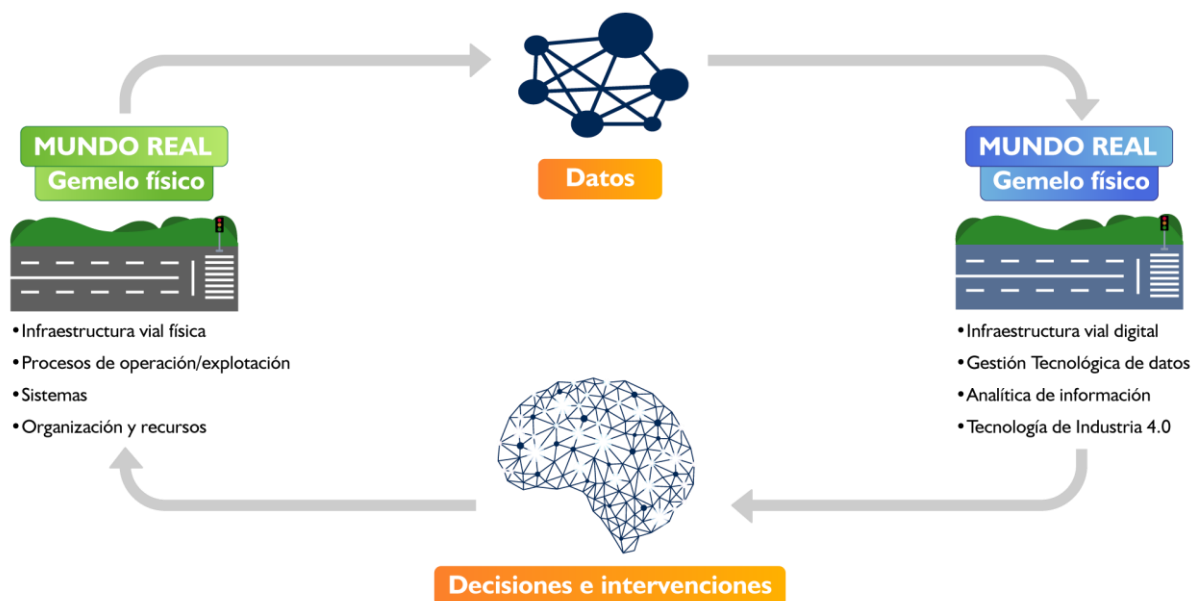 Datos
MUNDO REAL
Gemelo físico
• Infraestructura vial física
• Procesos de operación/explotación
• Sistemas
• Organización y recursos
MUNDO REAL
Gemelo físico
• Infraestructura vial digital
• Gestión Tecnológica de datos
• Analítica de información
• Tecnología de Industria 4.0
Decisiones e intervenciones